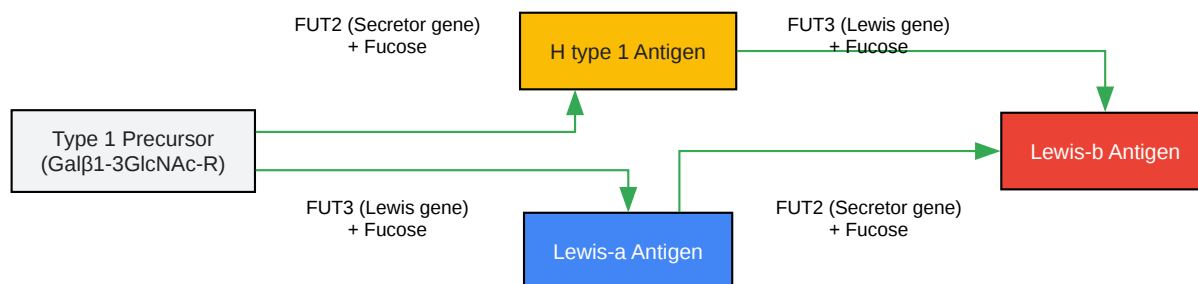 FUT2 (Secretor gene)
+ Fucose
H type 1 Antigen
FUT3 (Lewis gene)
+ Fucose
Type 1 Precursor
(Galβ1-3GlcNAc-R)
Lewis-b Antigen
FUT3 (Lewis gene)
+ Fucose
Lewis-a Antigen
FUT2 (Secretor gene)
+ Fucose